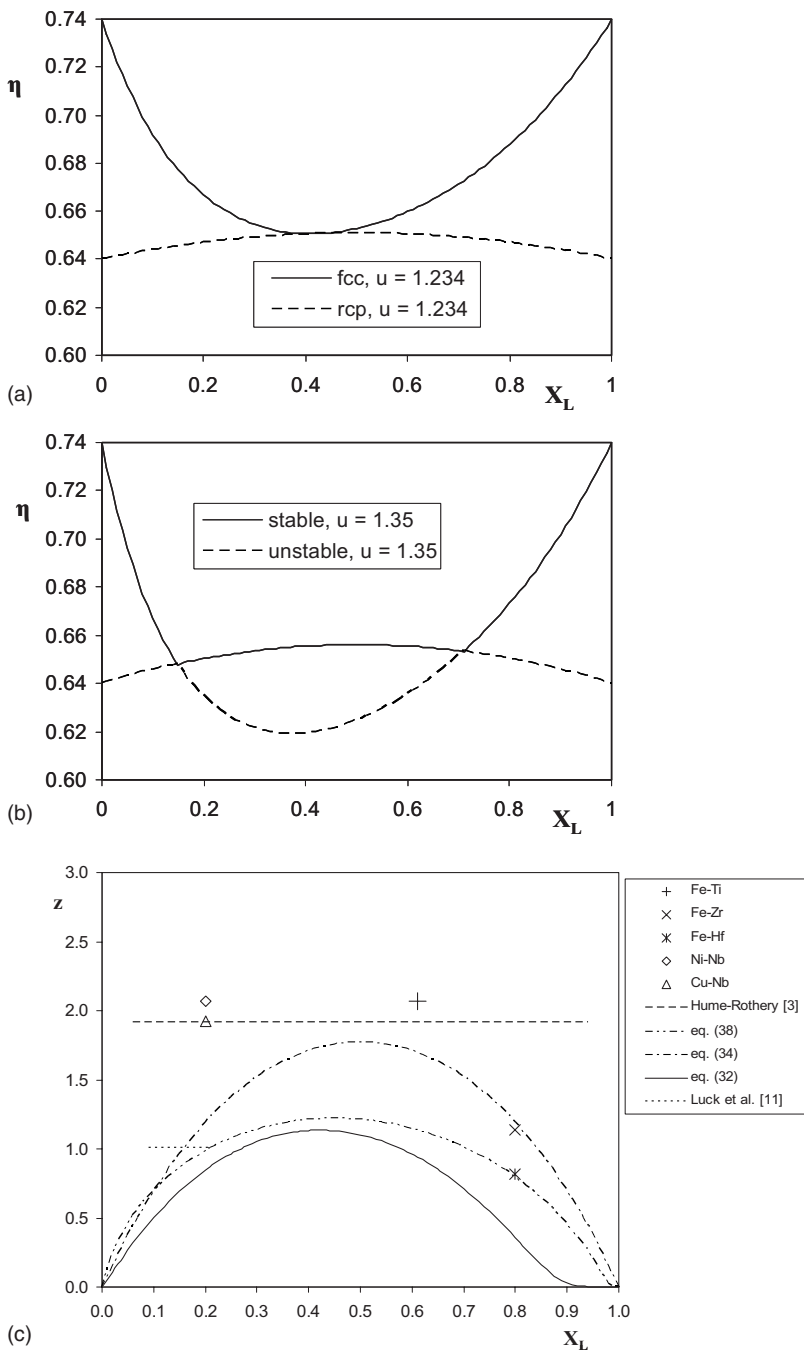 0.74
η
0.72
0.70
0.68
0.66
0.64
0.62
0.60
fcc, u = 1.234
rcp, u = 1.234
0 0.2 0.4 0.6 0.8 1
(a)
X_L
0.74
η
0.72
0.70
0.68
0.66
0.64
0.62
0.60
stable, u = 1.35
unstable, u = 1.35
0 0.2 0.4 0.6 0.8 1
(b)
X_L
3.0
z
2.5
2.0
1.5
1.0
0.5
0.0
0.0 0.1 0.2 0.3 0.4 0.5 0.6 0.7 0.8 0.9 1.0
(c)
X_L
Fe-Ti
Fe-Zr
Fe-Hf
Ni-Nb
Cu-Nb
Hume-Rothery [3]
eq. (38)
eq. (34)
eq. (32)
Luck et al. [11]